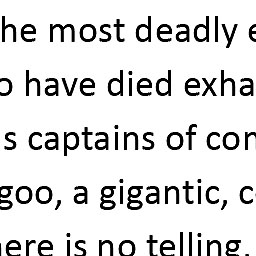 he most deadly e
o have died exha
s captains of con
goo, a gigantic, c
here is no telling.